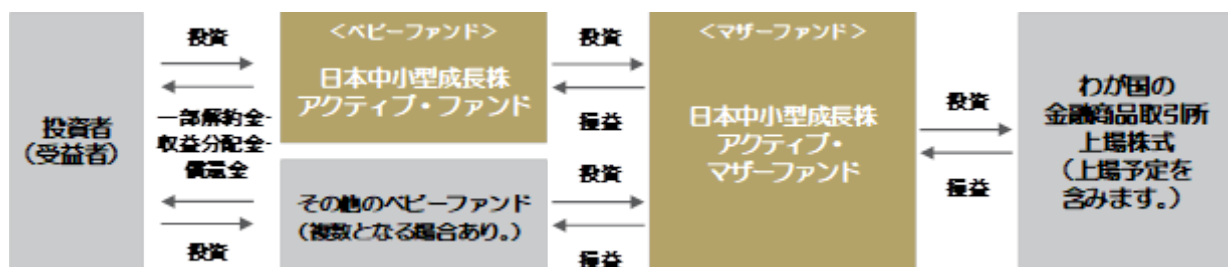 投資者
(受益者)
投資
一部解約金・
収益分配金・
償還金
投資
<ベビーファンド>
日本中小型成長株
アクティブ・ファンド
その他のベビーファンド
(複数となる場合あり。)
投資
損益
投資
損益
<マザーファンド>
日本中小型成長株
アクティブ・
マザーファンド
投資
損益
わが国の
金融商品取引所
上場株式
(上場予定を
含みます。)